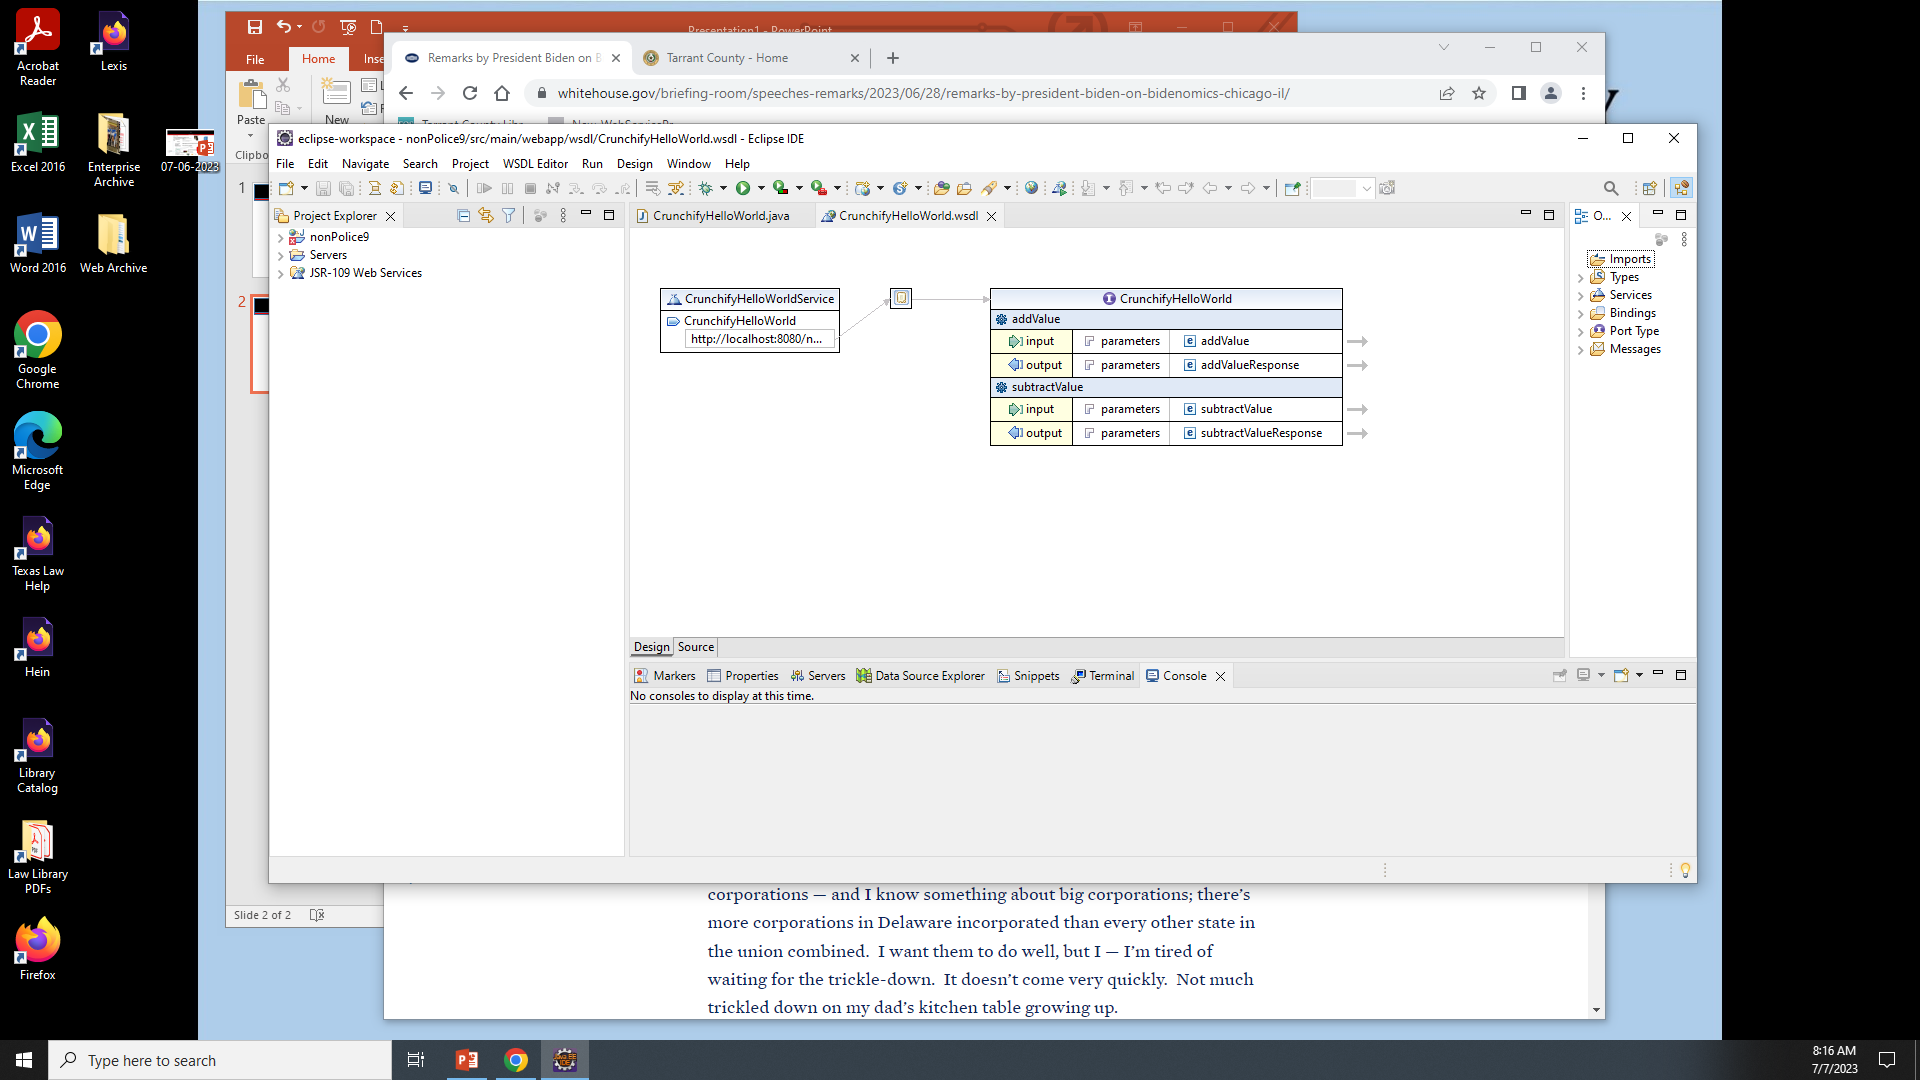 Acrobat Reader
Lexis
Excel 2016
Enterprise Archive
07-06-2023
Word 2016
Web Archive
Google Chrome
Microsoft Edge
Texas Law Help
Hein
Library Catalog
Law Library PDFs
Firefox
Presentation1 - PowerPoint
File
Home
Inse
Paste
New
Clipbo
1
2
Slide 2 of 2
Remarks by President Biden on B
Tarrant County - Home
whitehouse.gov/briefing-room/speeches-remarks/2023/06/28/remarks-by-president-biden-on-bidenomics-chicago-il/
eclipse-workspace - nonPolice9/src/main/webapp/wsdl/CrunchifyHelloWorld.wsdl - Eclipse IDE
File Edit Navigate Search Project WSDL Editor Run Design Window Help
Project Explorer
nonPolice9
Servers
JSR-109 Web Services
CrunchifyHelloWorld.java
CrunchifyHelloWorld.wsdl
CrunchifyHelloWorldService
CrunchifyHelloWorld
http://localhost:8080/n...
CrunchifyHelloWorld
addValue
input parameters addValue
output parameters addValueResponse
subtractValue
input parameters subtractValue
output parameters subtractValueResponse
O...
Imports
Types
Services
Bindings
Port Type
Messages
Design Source
Markers Properties Servers Data Source Explorer Snippets Terminal Console
No consoles to display at this time.
corporations — and I know something about big corporations; there’s
more corporations in Delaware incorporated than every other state in
the union combined.  I want them to do well, but I — I’m tired of
waiting for the trickle-down.  It doesn’t come very quickly.  Not much
trickled down on my dad’s kitchen table growing up.
Type here to search
8:16 AM
7/7/2023